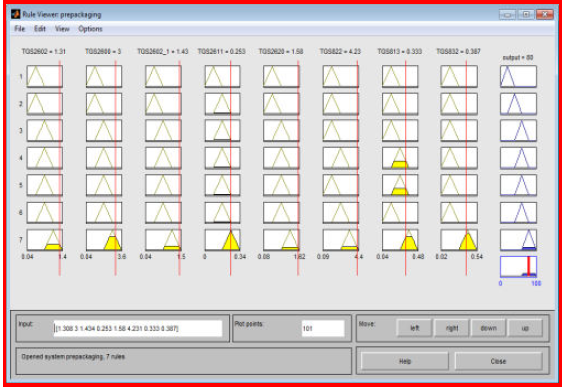 Rule Viewer: prepackaging
File Edit View Options
TGS2602 = 1.31 TGS2600 = 3 TGS2602_1 = 1.43 TGS2611 = 0.253 TGS2620 = 1.58 TGS822 = 4.23 TGS813 = 0.333 TGS832 = 0.387 output = 80
1
2
3
4
5
6
7
0.04 1.4 0.04 3.6 0.04 1.5 0 0.34 0.08 1.62 0.09 4.4 0.04 0.48 0.02 0.54
0 100
Input: [1.308 3 1.434 0.253 1.58 4.231 0.333 0.387] Plot points: 101 Move: left right down up
Opened system prepackaging, 7 rules Help Close